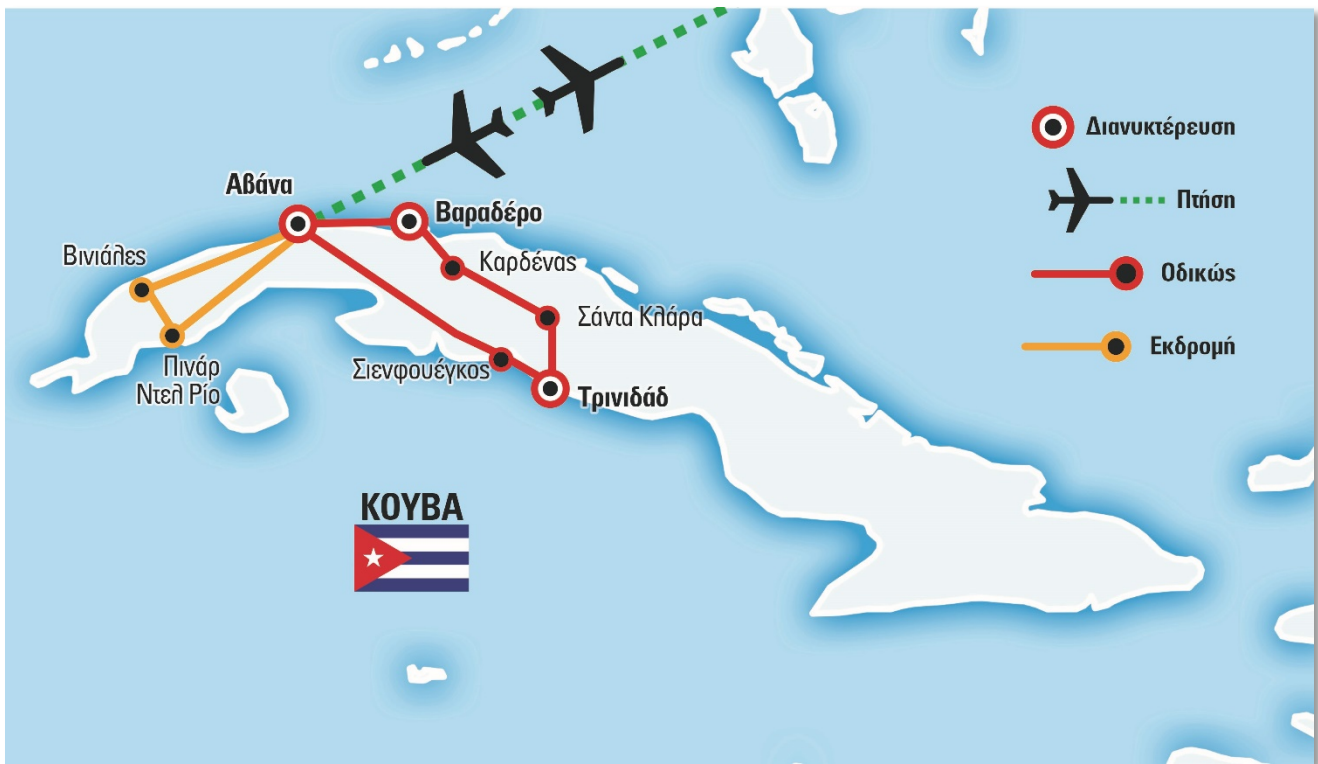 Αβάνα
Βαραδέρο
Βινιάλες
Καρδένας
Σάντα Κλάρα
Πινάρ
Ντελ Ρίο
Σιενφουέγκος
Τρινιδάδ
ΚΟΥΒΑ
Διανυκτέρευση
Πτήση
Οδικώς
Εκδρομή